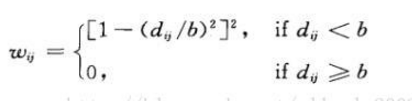 w_ij = { [1 − (d_ij / b)²]², if d_ij < b
0, if d_ij ⩾ b